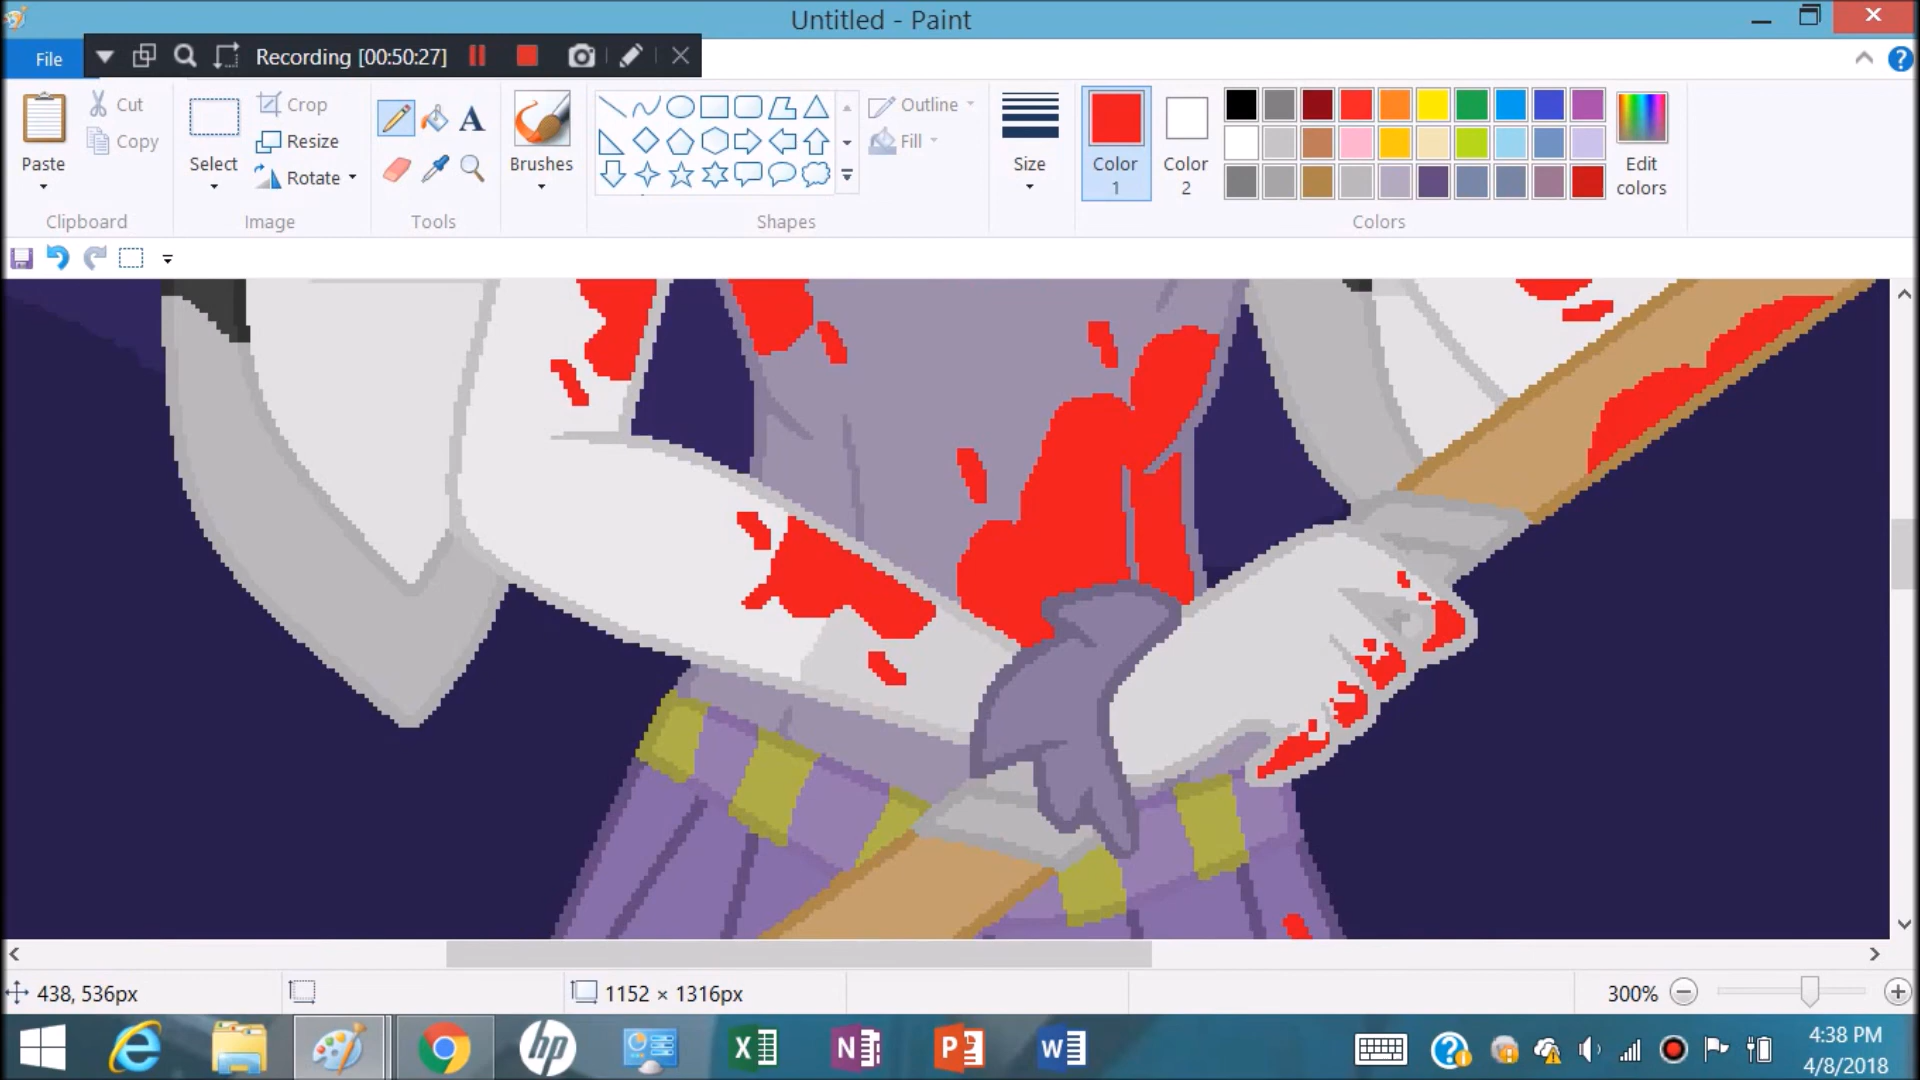 Untitled - Paint
File
Recording [00:50:27]
Paste
Cut
Copy
Clipboard
Select
Crop
Resize
Rotate
Image
A
Tools
Brushes
Outline
Fill
Shapes
Size
Color
1
Color
2
Edit
colors
Colors
438, 536px
1152 × 1316px
300%
hp
X
N
P
W
4:38 PM
4/8/2018